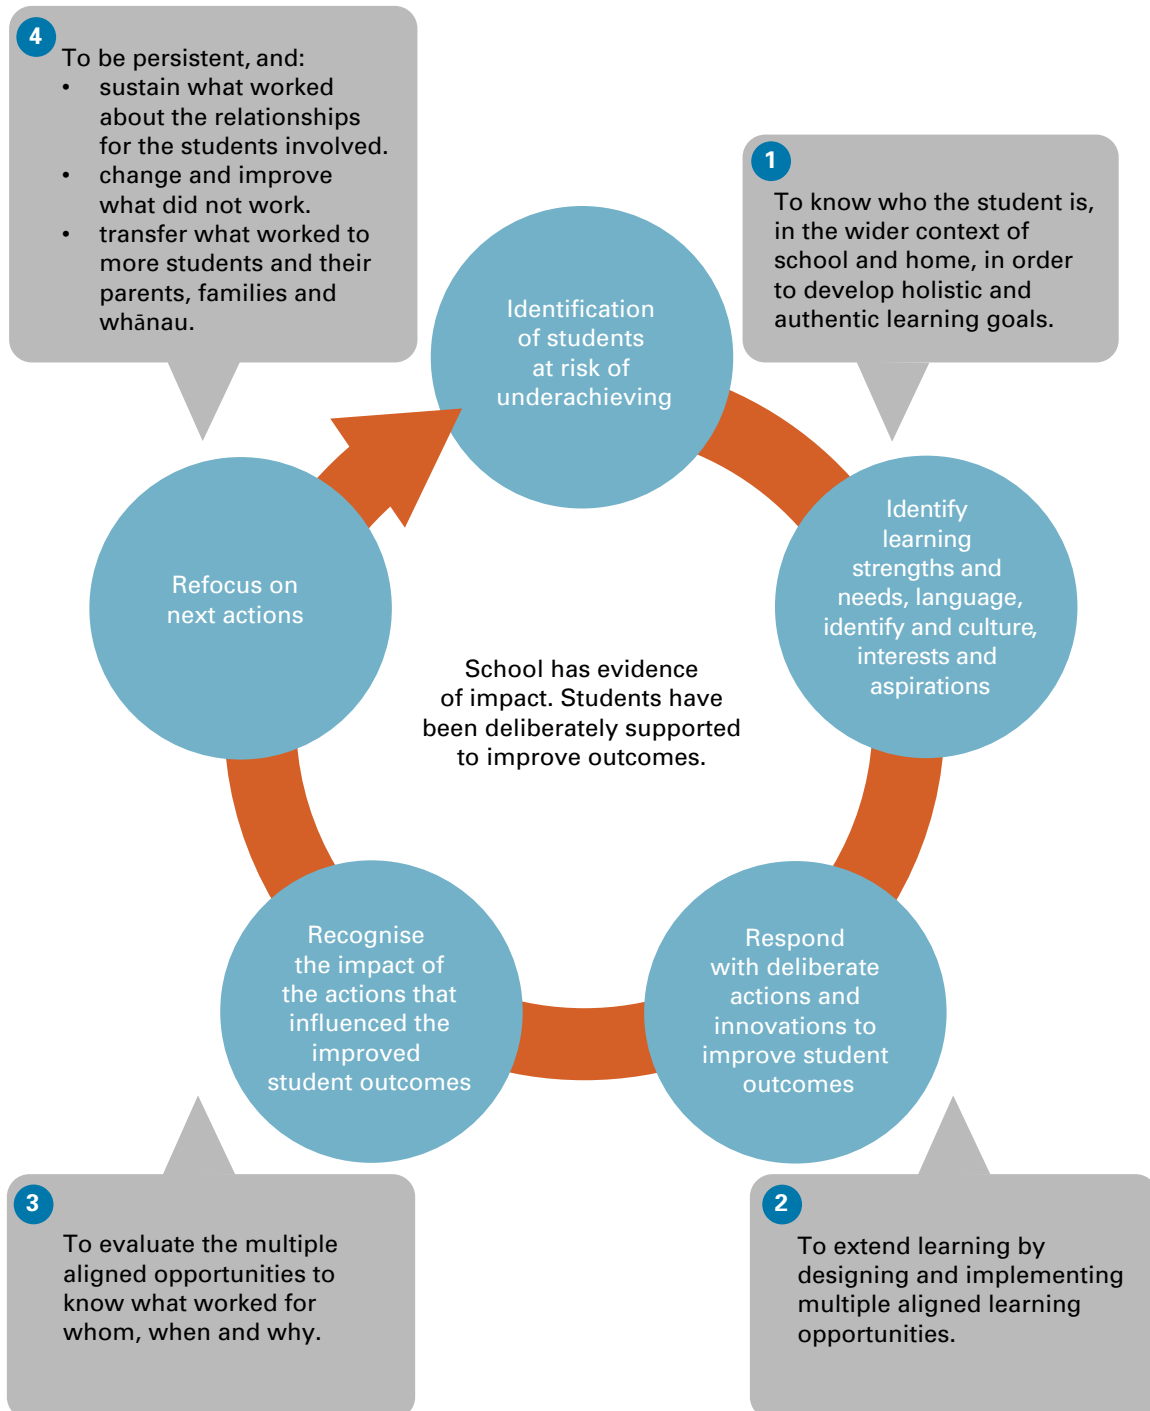 4
To be persistent, and:
• sustain what worked
about the relationships
for the students involved.
• change and improve
what did not work.
• transfer what worked to
more students and their
parents, families and
whānau.
1
To know who the student is,
in the wider context of
school and home, in order
to develop holistic and
authentic learning goals.
Identification
of students
at risk of
underachieving
Identify
learning
strengths and
needs, language,
identify and culture,
interests and
aspirations
Refocus on
next actions
School has evidence
of impact. Students have
been deliberately supported
to improve outcomes.
Recognise
the impact of
the actions that
influenced the
improved
student outcomes
Respond
with deliberate
actions and
innovations to
improve student
outcomes
3
To evaluate the multiple
aligned opportunities to
know what worked for
whom, when and why.
2
To extend learning by
designing and implementing
multiple aligned learning
opportunities.